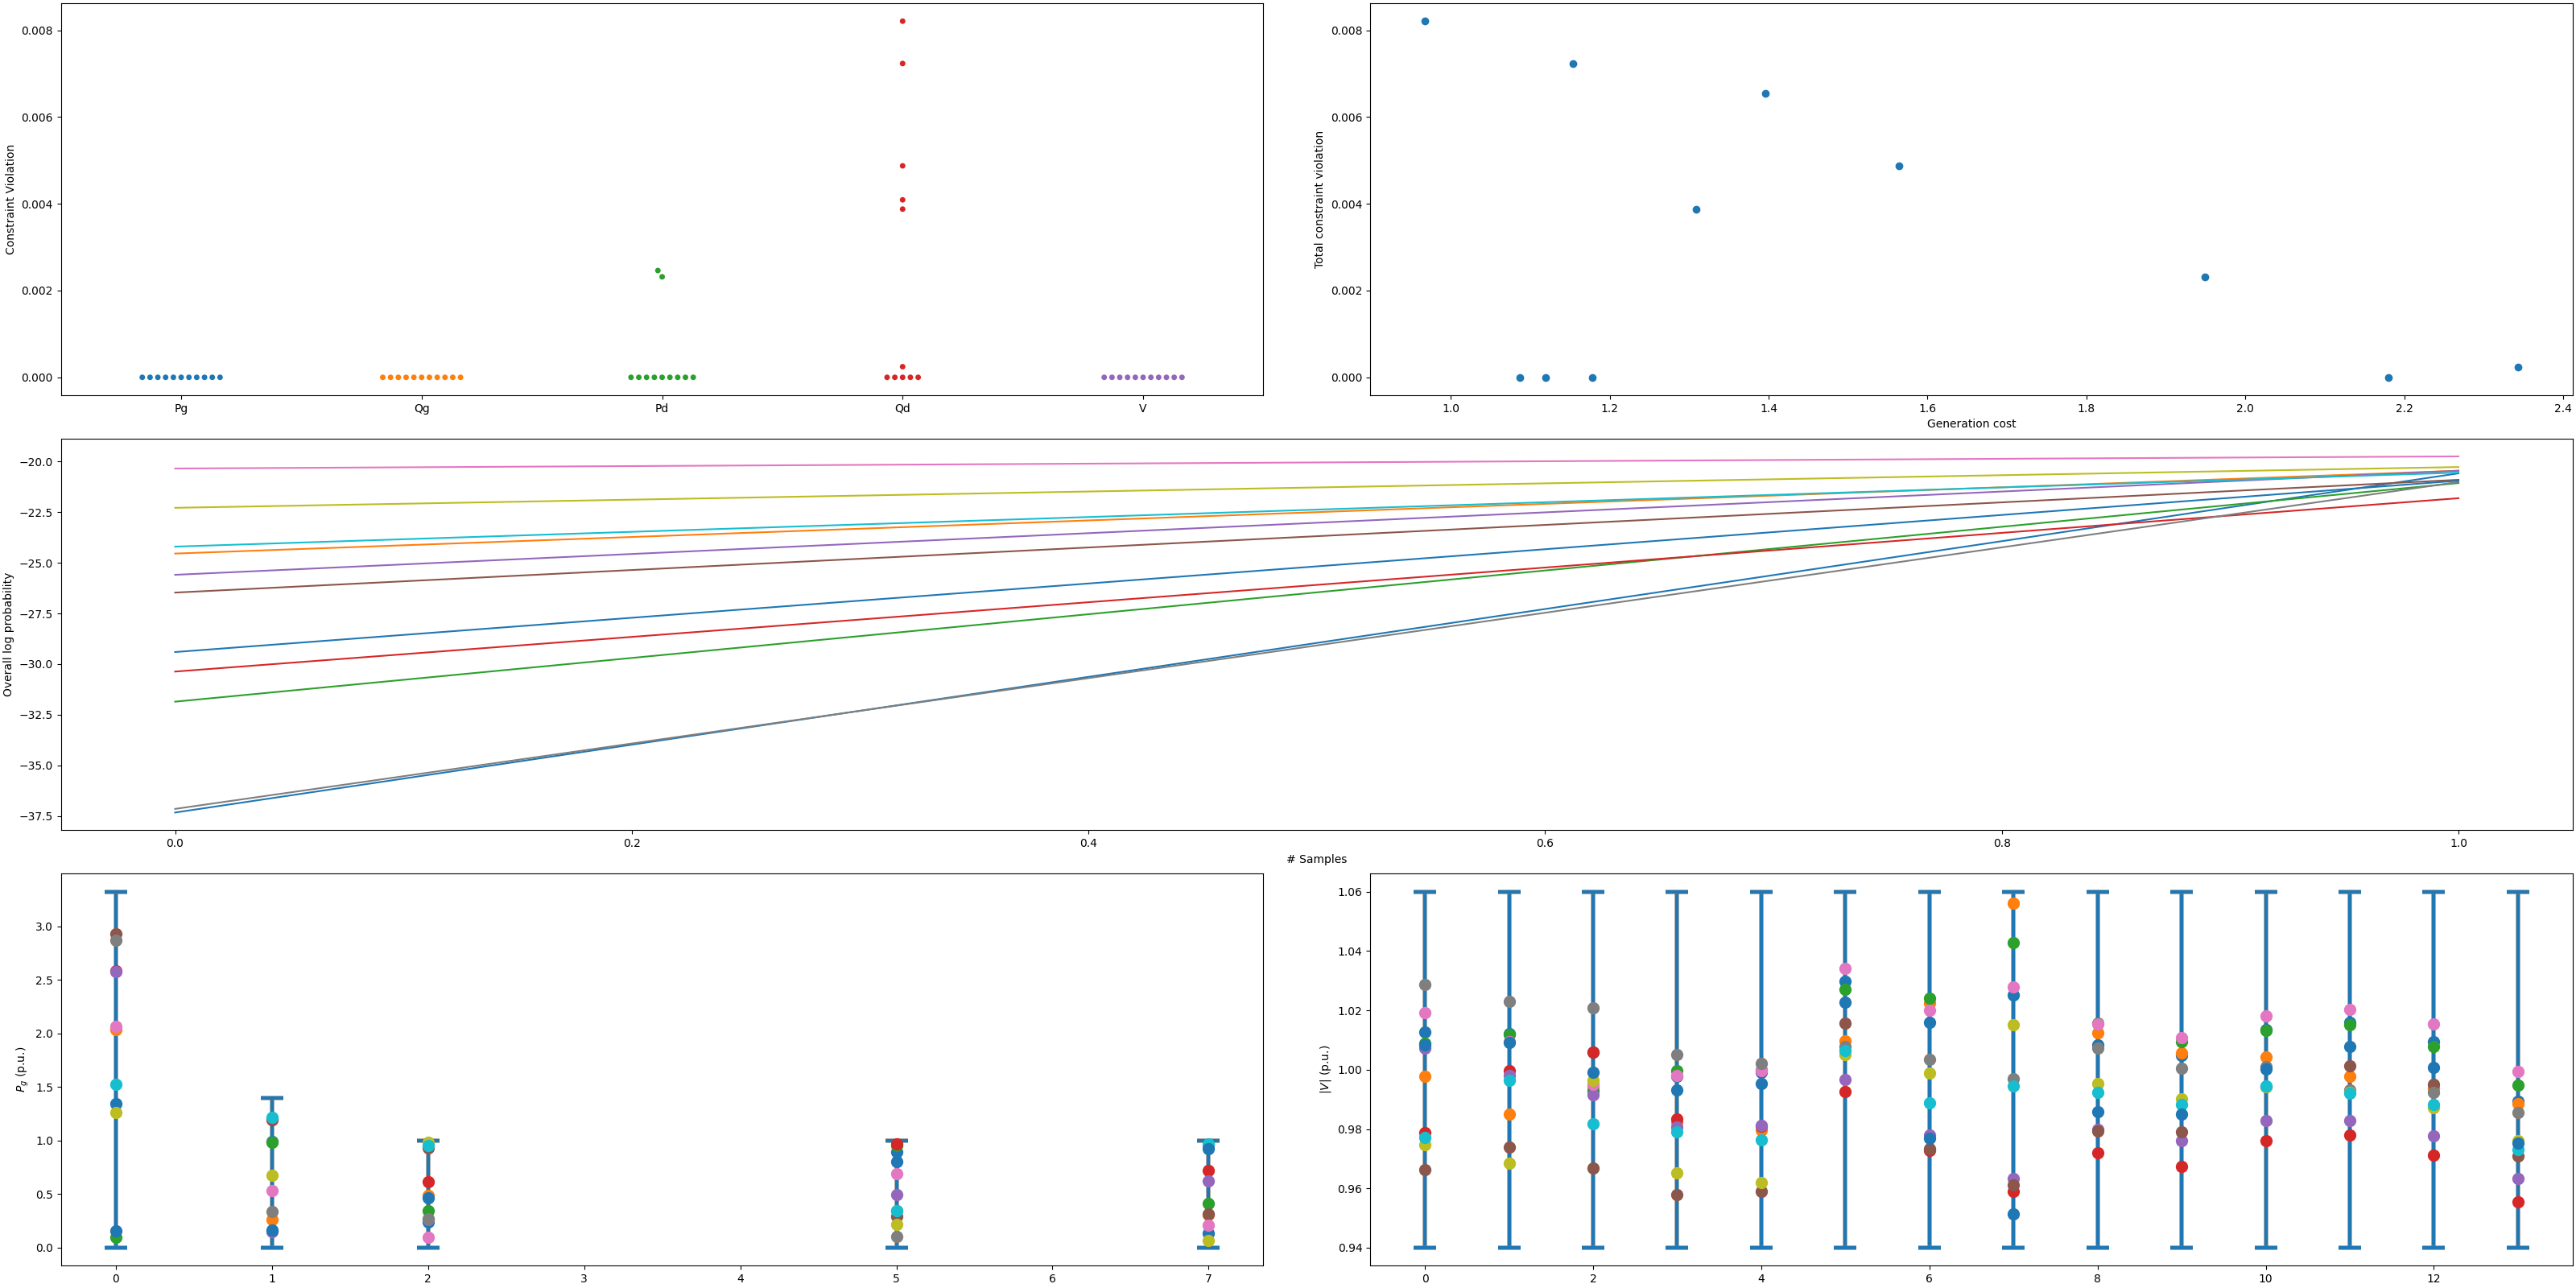 Constraint Violation
0.008
0.006
0.004
0.002
0.000
Pg Qg Pd Qd V
Total constraint violation
0.008
0.006
0.004
0.002
0.000
1.0 1.2 1.4 1.6 1.8 2.0 2.2 2.4
Generation cost
Overall log probability
−20.0
−22.5
−25.0
−27.5
−30.0
−32.5
−35.0
−37.5
0.0 0.2 0.4 0.6 0.8 1.0
# Samples
Pg (p.u.)
3.0
2.5
2.0
1.5
1.0
0.5
0.0
0 1 2 3 4 5 6 7
|V| (p.u.)
1.06
1.04
1.02
1.00
0.98
0.96
0.94
0 2 4 6 8 10 12